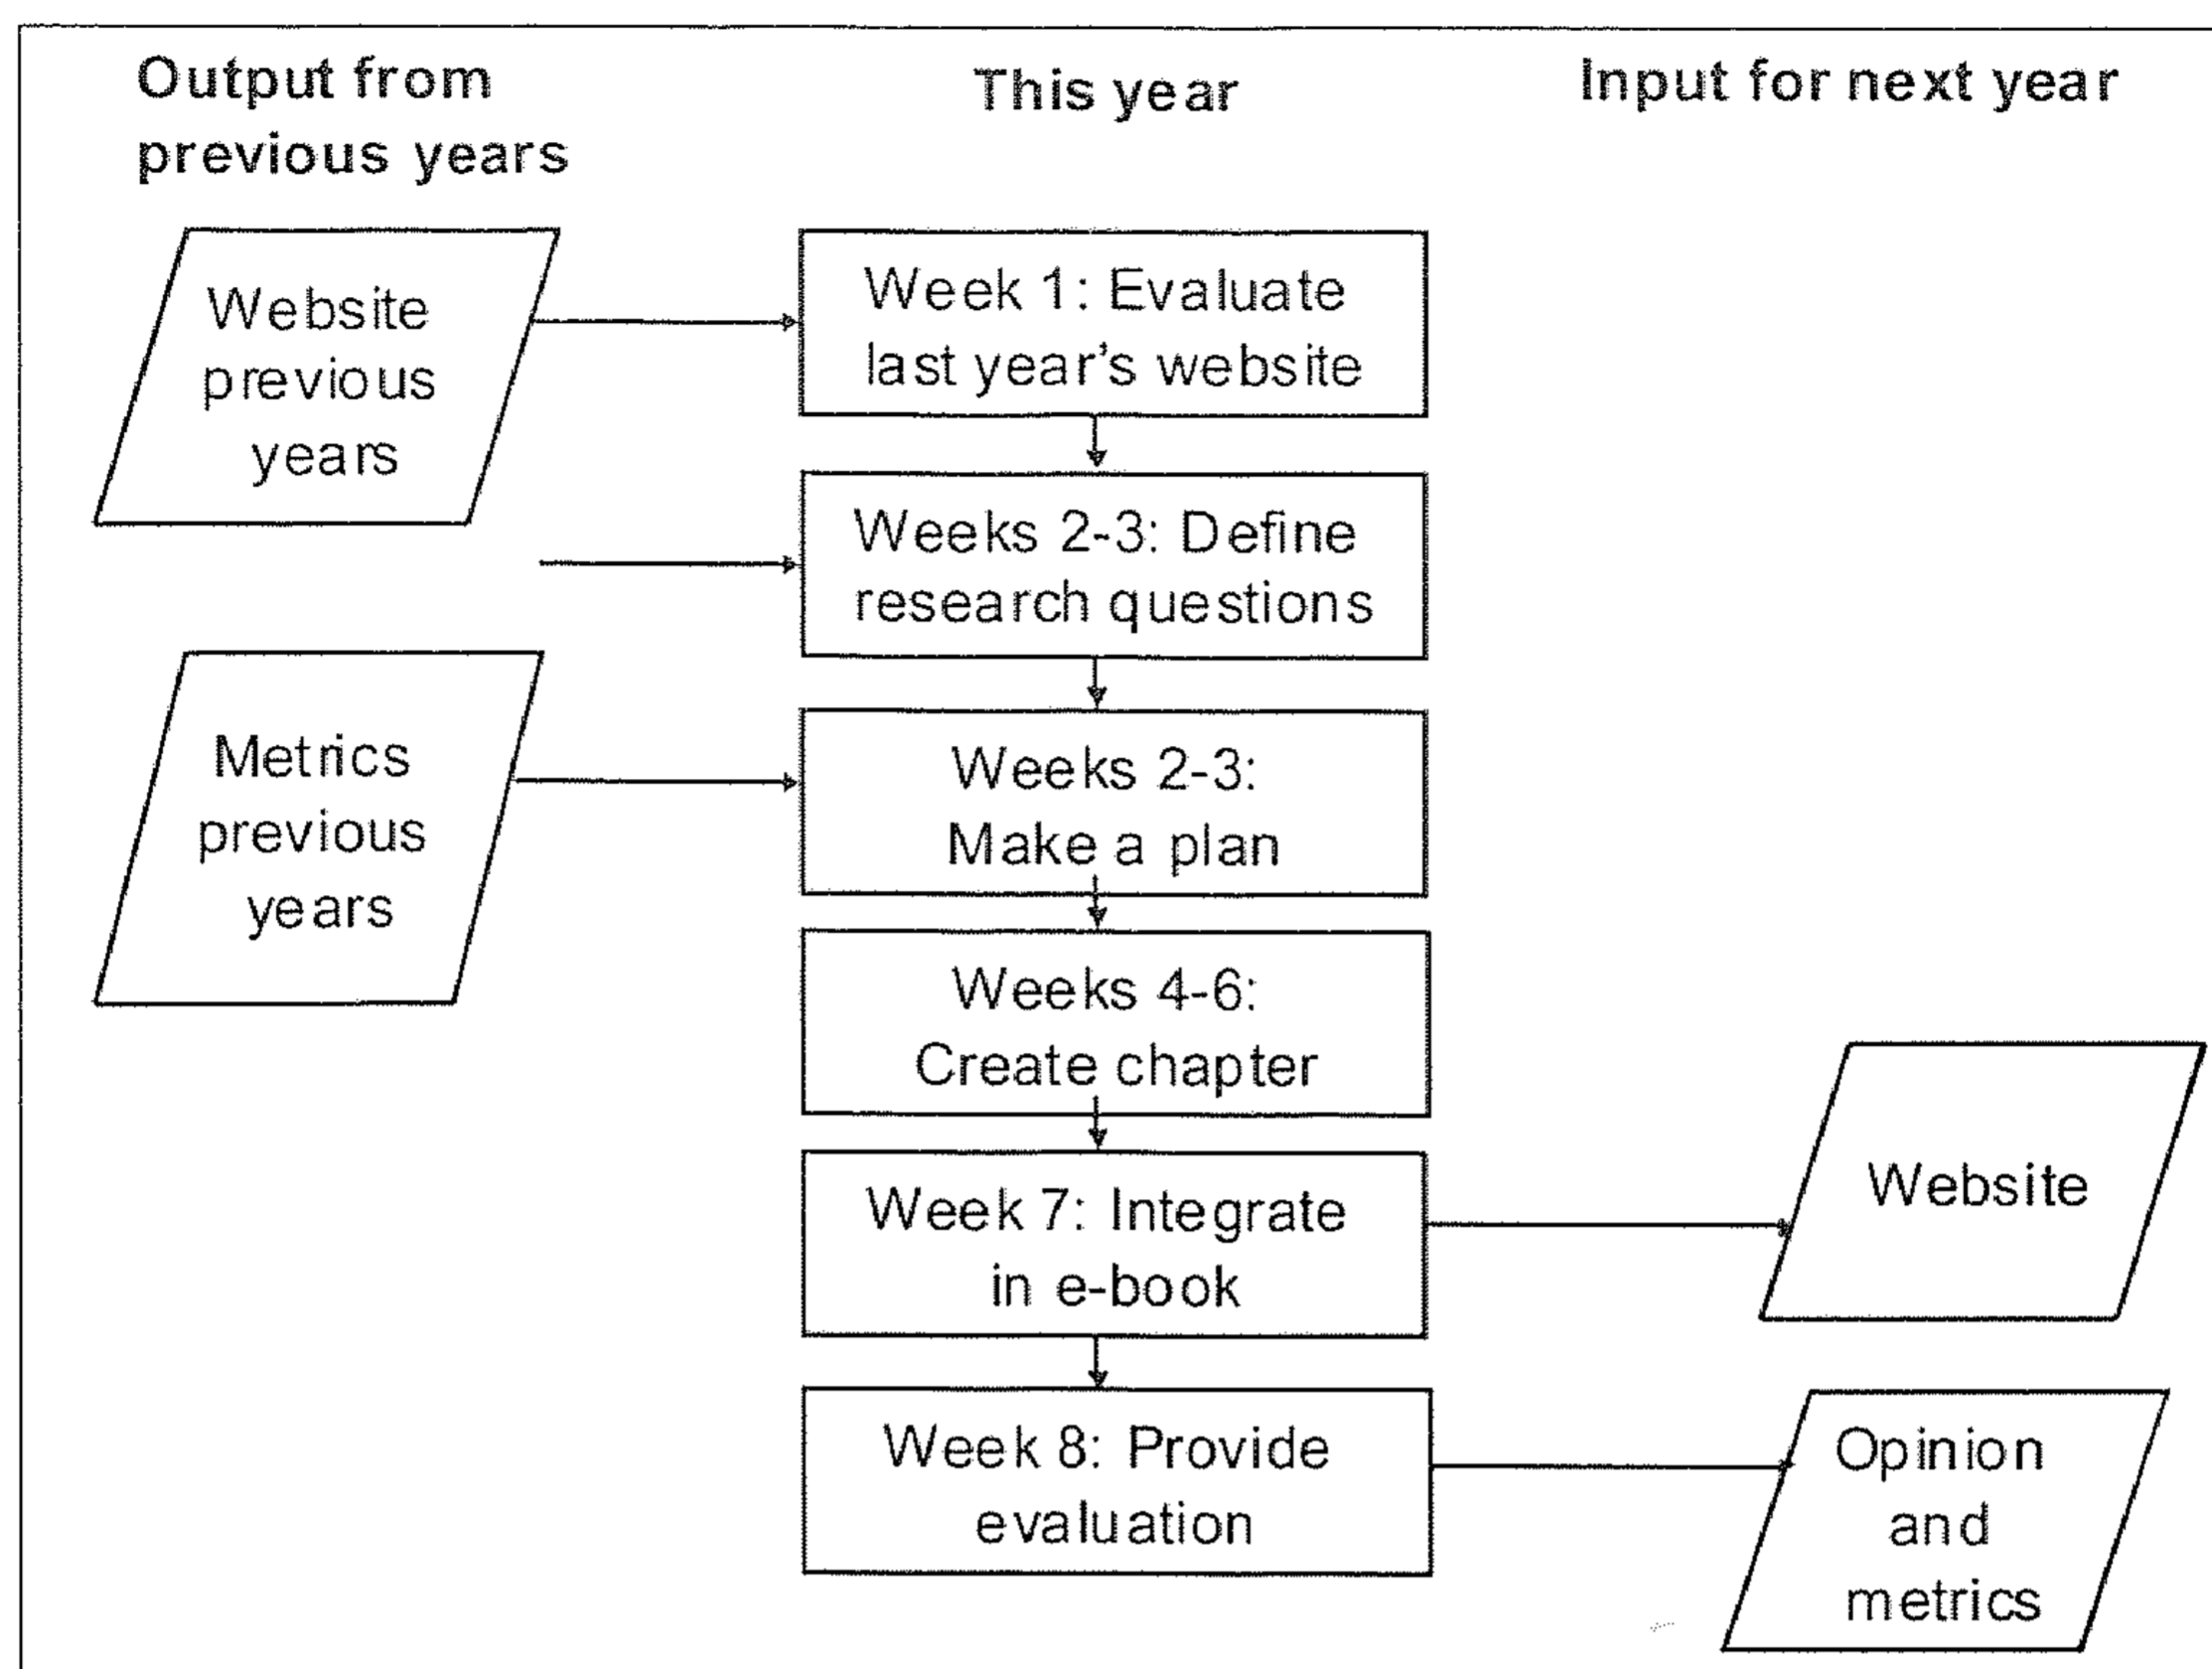 Output from
previous years
This year
Input for next year
Website
previous
years
Week 1: Evaluate
last year's website
Weeks 2-3: Define
research questions
Metrics
previous
years
Weeks 2-3:
Make a plan
Weeks 4-6:
Create chapter
Week 7: Integrate
in e-book
Website
Week 8: Provide
evaluation
Opinion
and
metrics